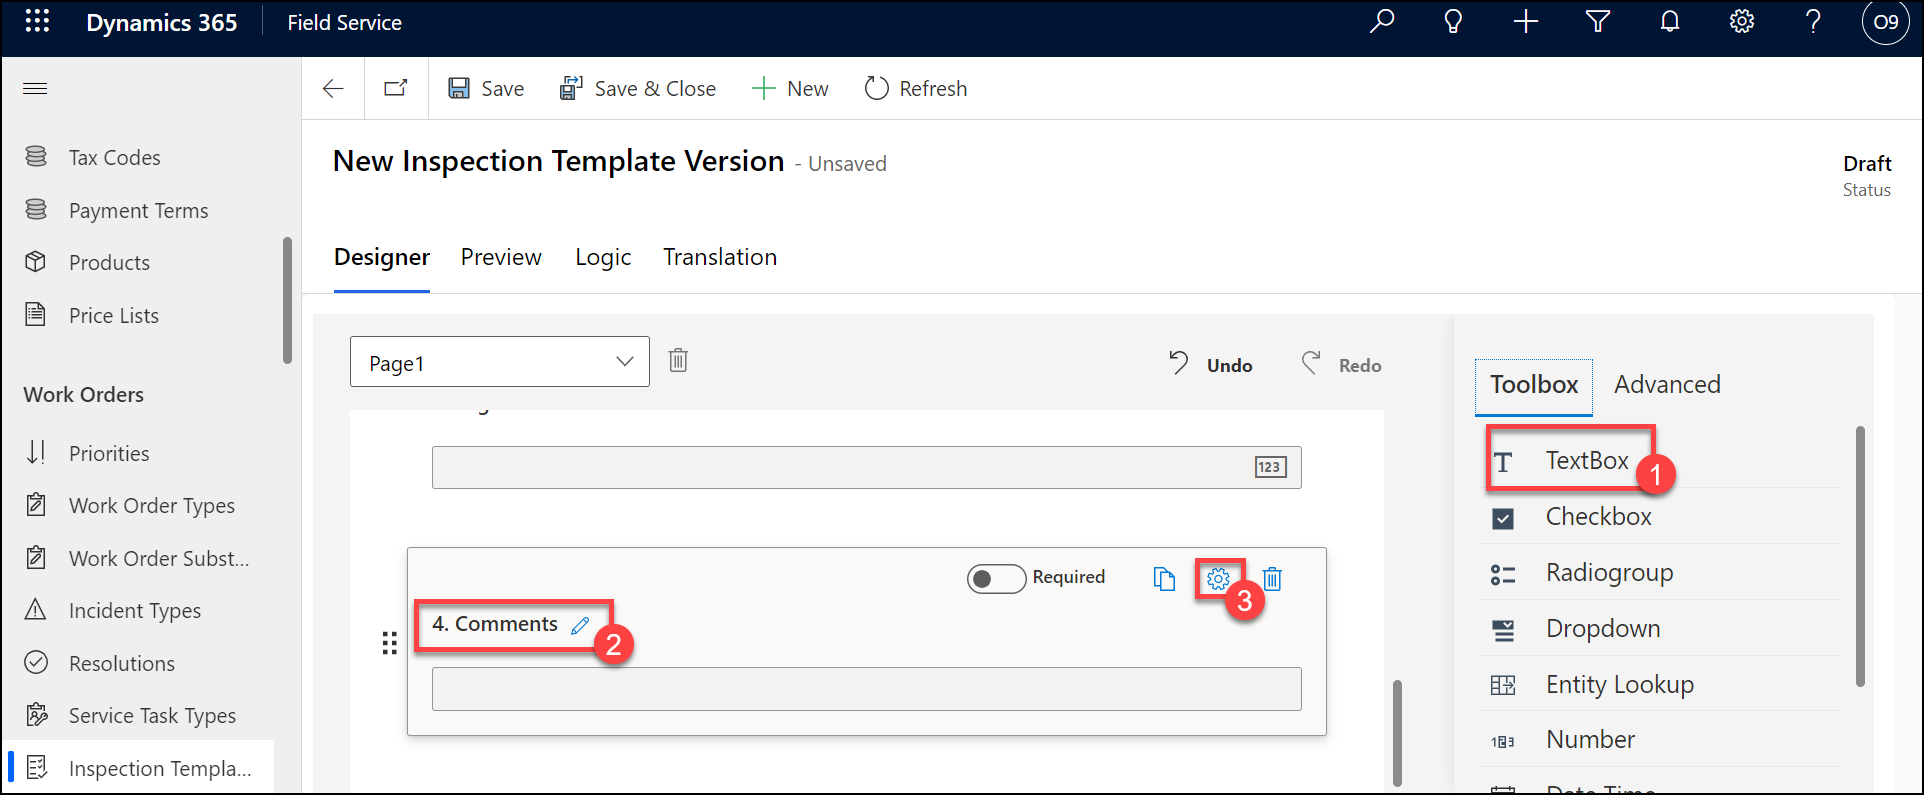 Dynamics 365
Field Service
O9
Save
Save & Close
New
Refresh
Tax Codes
Payment Terms
Products
Price Lists
Work Orders
Priorities
Work Order Types
Work Order Subst...
Incident Types
Resolutions
Service Task Types
Inspection Templa...
New Inspection Template Version - Unsaved
Draft
Status
Designer
Preview
Logic
Translation
Page1
Undo
Redo
123
Required
3
4. Comments
2
Toolbox
Advanced
T TextBox
1
Checkbox
Radiogroup
Dropdown
Entity Lookup
123 Number
Date Time